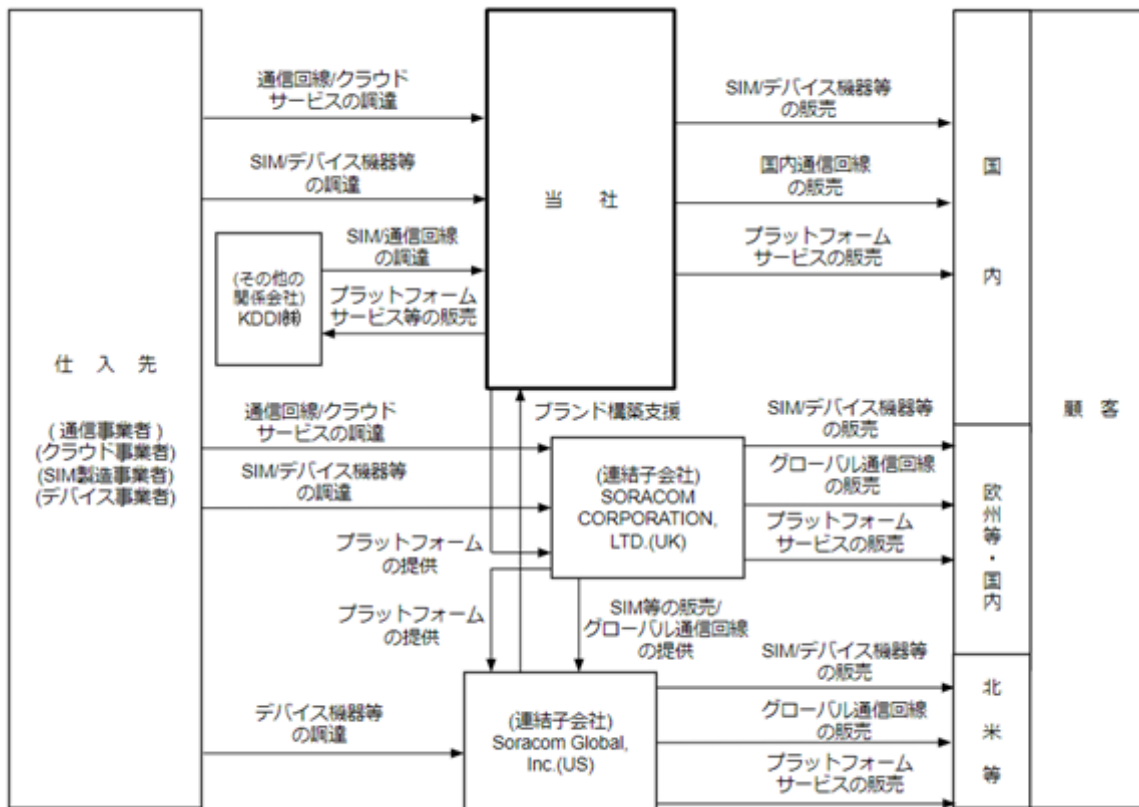 通信回線/クラウド
サービスの調達
SIM/デバイス機器等
の調達
(その他の
関係会社)
KDDI㈱
SIM/通信回線
の調達
プラットフォーム
サービス等の販売
仕 入 先
( 通信事業者 )
(クラウド事業者)
(SIM製造事業者)
(デバイス事業者)
当 社
SIM/デバイス機器等
の販売
国内通信回線
の販売
プラットフォーム
サービスの販売
国
内
顧 客
通信回線/クラウド
サービスの調達
SIM/デバイス機器等
の調達
プラットフォーム
の提供
プラットフォーム
の提供
ブランド構築支援
(連結子会社)
SORACOM
CORPORATION,
LTD.(UK)
SIM/デバイス機器等
の販売
グローバル通信回線
の販売
プラットフォーム
サービスの販売
欧
州
等
・
国
内
SIM等の販売/
グローバル通信回線
の提供
デバイス機器等
の調達
(連結子会社)
Soracom Global,
Inc.(US)
SIM/デバイス機器等
の販売
グローバル通信回線
の販売
プラットフォーム
サービスの販売
北
米
等